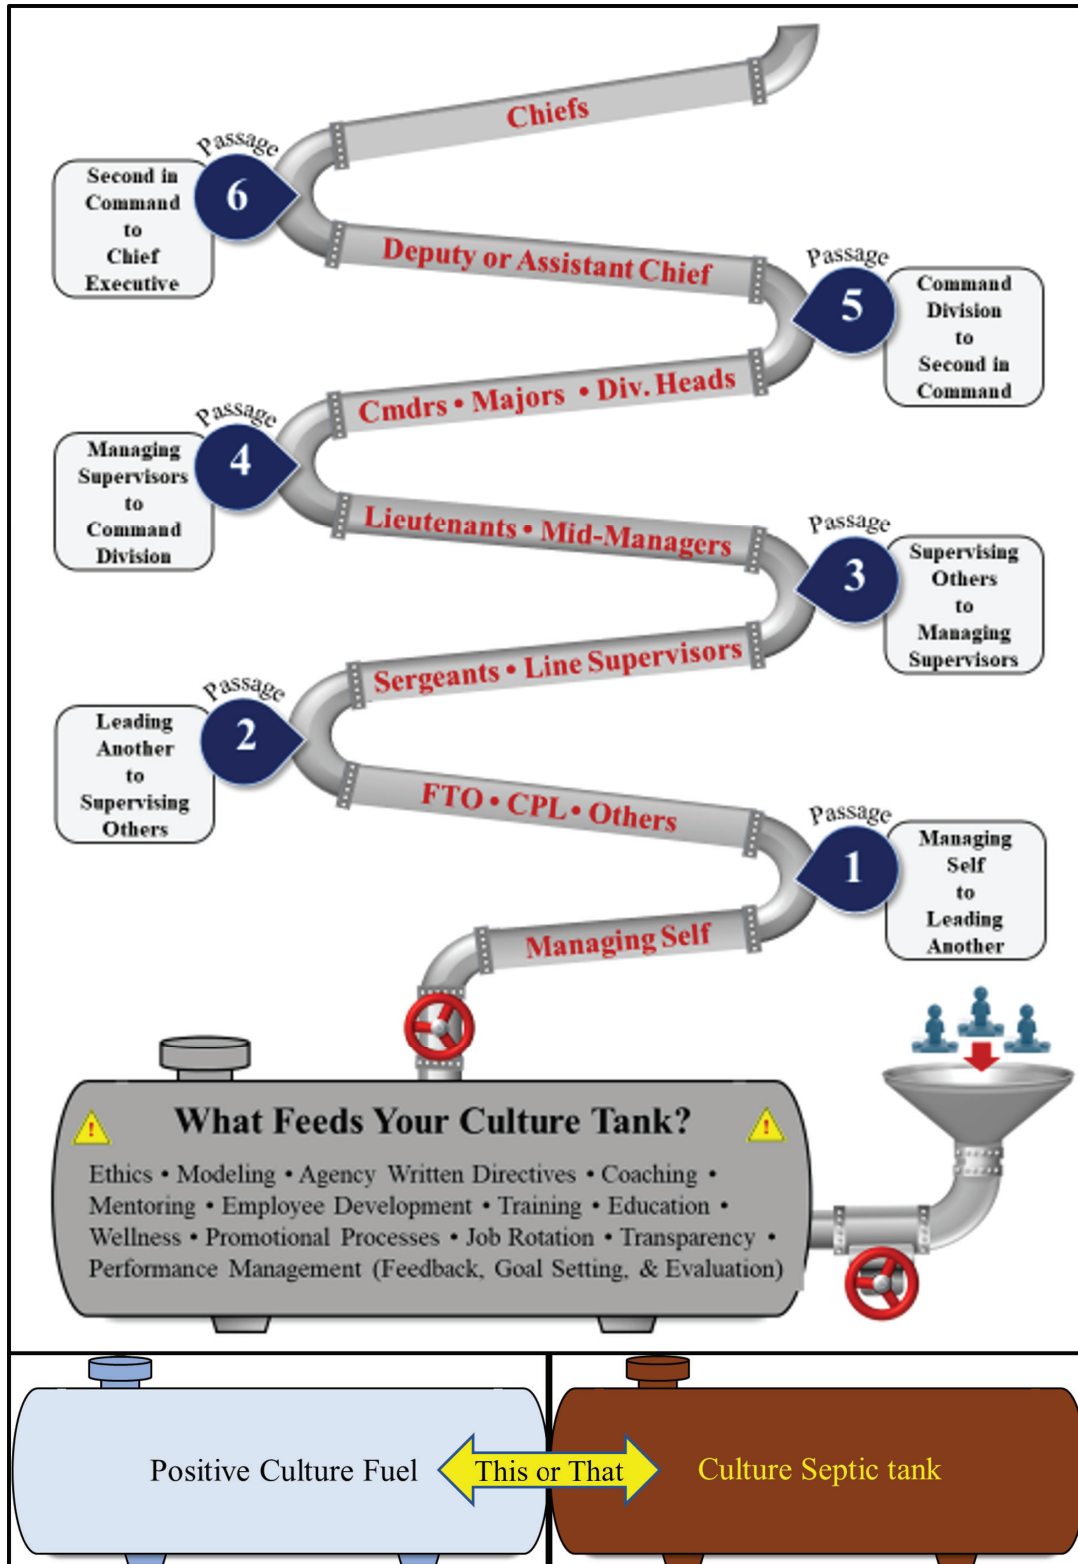 Chiefs
Passage
6
Second in
Command
to
Chief
Executive
Deputy or Assistant Chief
Passage
5
Command
Division
to
Second in
Command
Cmdrs • Majors • Div. Heads
Passage
4
Managing
Supervisors
to
Command
Division
Lieutenants • Mid-Managers
Passage
3
Supervising
Others
to
Managing
Supervisors
Sergeants • Line Supervisors
Passage
2
Leading
Another
to
Supervising
Others
FTO • CPL • Others
Passage
1
Managing
Self
to
Leading
Another
Managing Self
! What Feeds Your Culture Tank? !
Ethics • Modeling • Agency Written Directives • Coaching •
Mentoring • Employee Development • Training • Education •
Wellness • Promotional Processes • Job Rotation • Transparency •
Performance Management (Feedback, Goal Setting, & Evaluation)
Positive Culture Fuel
This or That
Culture Septic tank